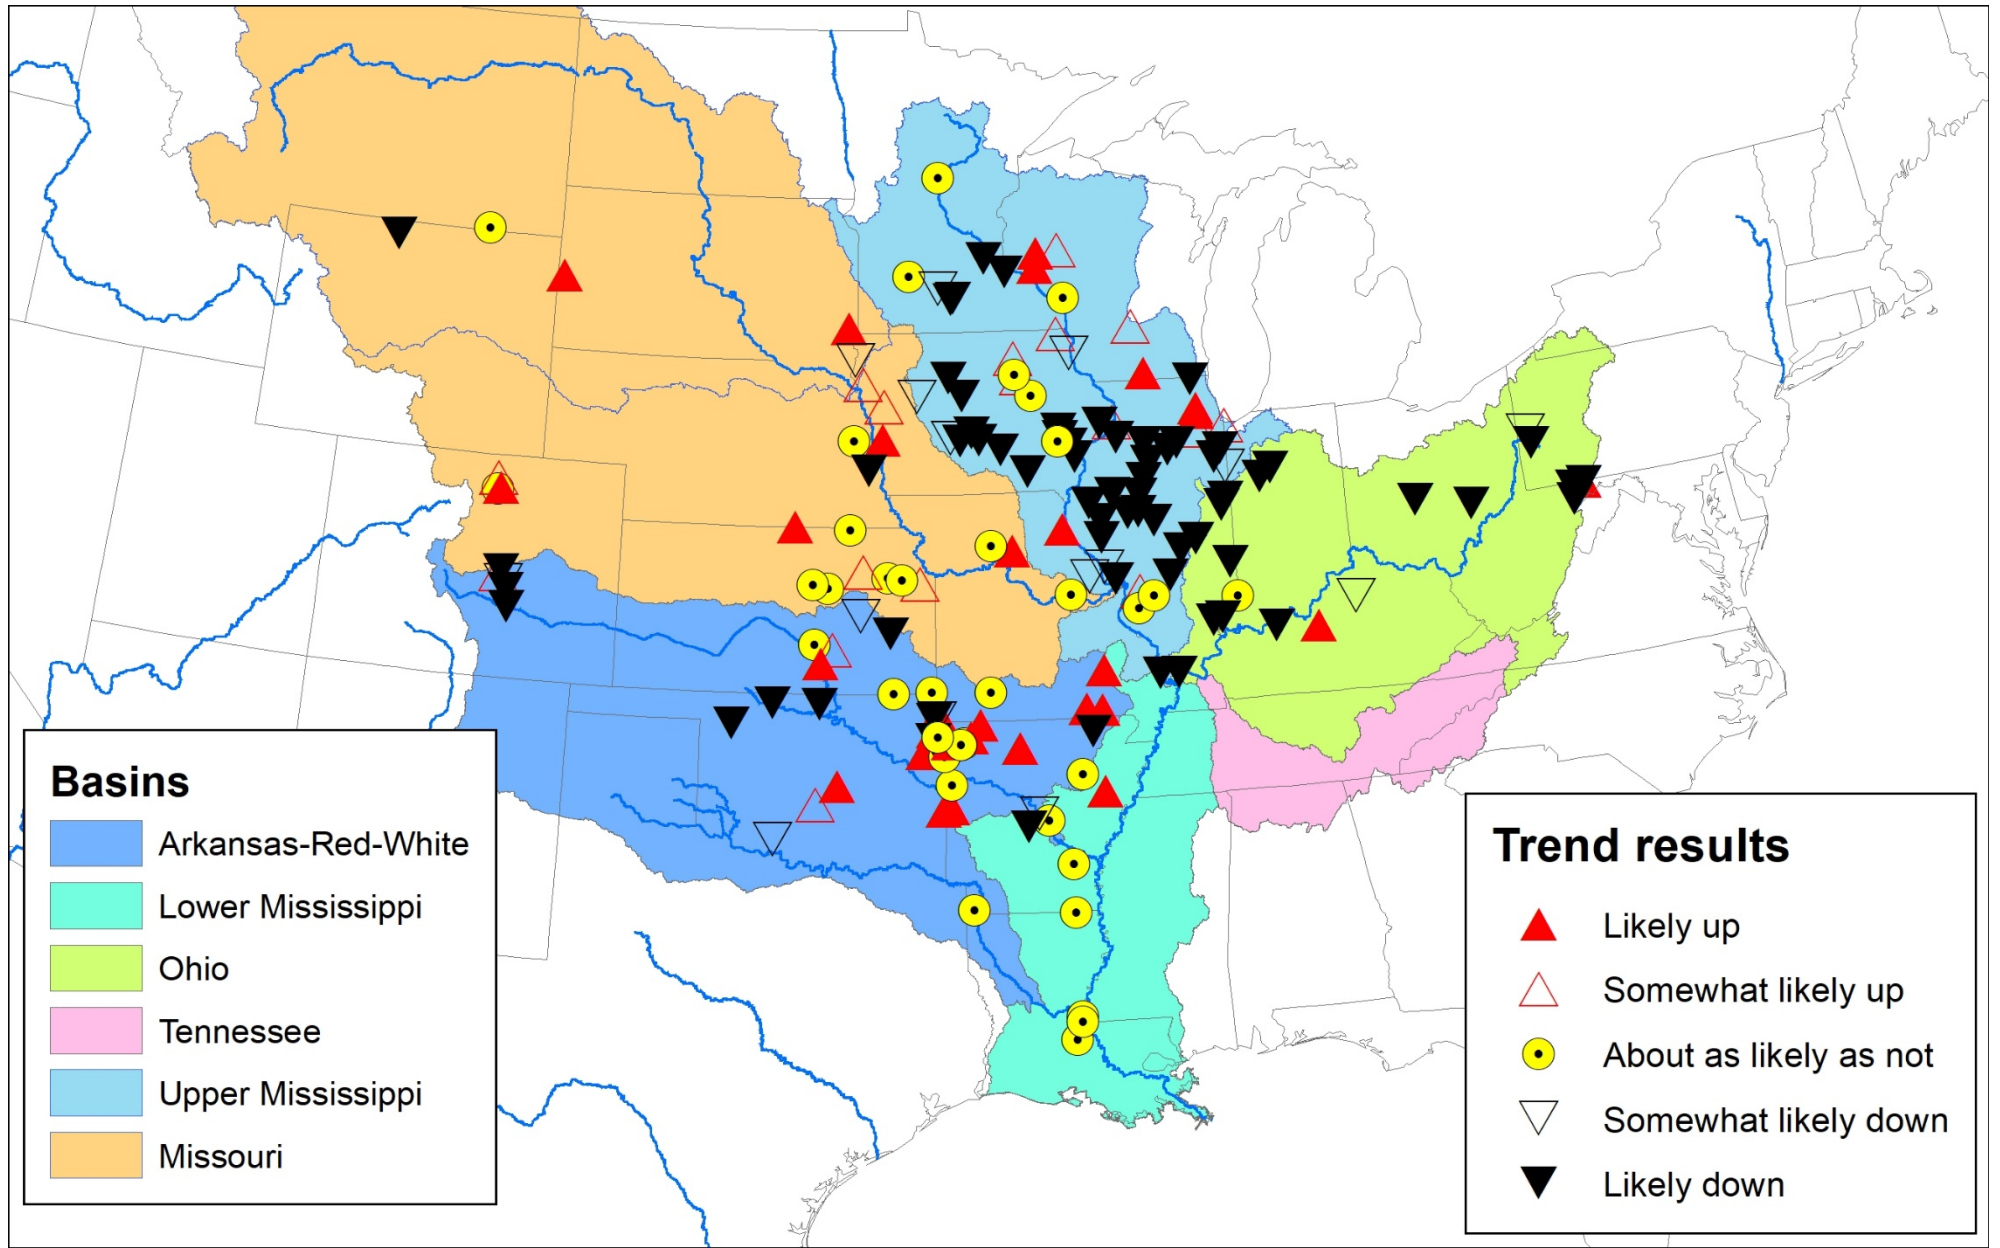 Basins
Arkansas-Red-White
Lower Mississippi
Ohio
Tennessee
Upper Mississippi
Missouri
Trend results
Likely up
Somewhat likely up
About as likely as not
Somewhat likely down
Likely down